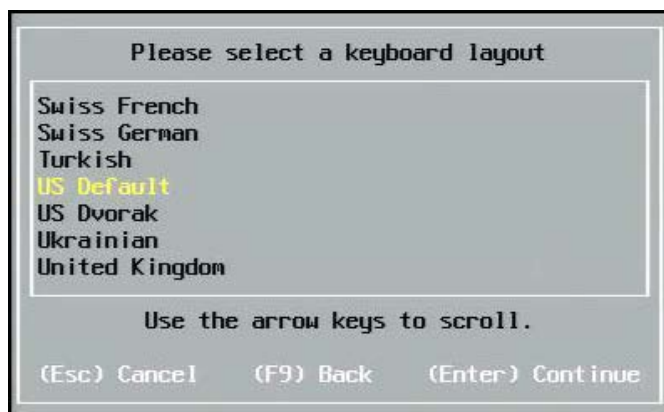 Please select a keyboard layout
Swiss French
Swiss German
Turkish
US Default
US Dvorak
Ukrainian
United Kingdom
Use the arrow keys to scroll.
(Esc) Cancel (F9) Back (Enter) Continue